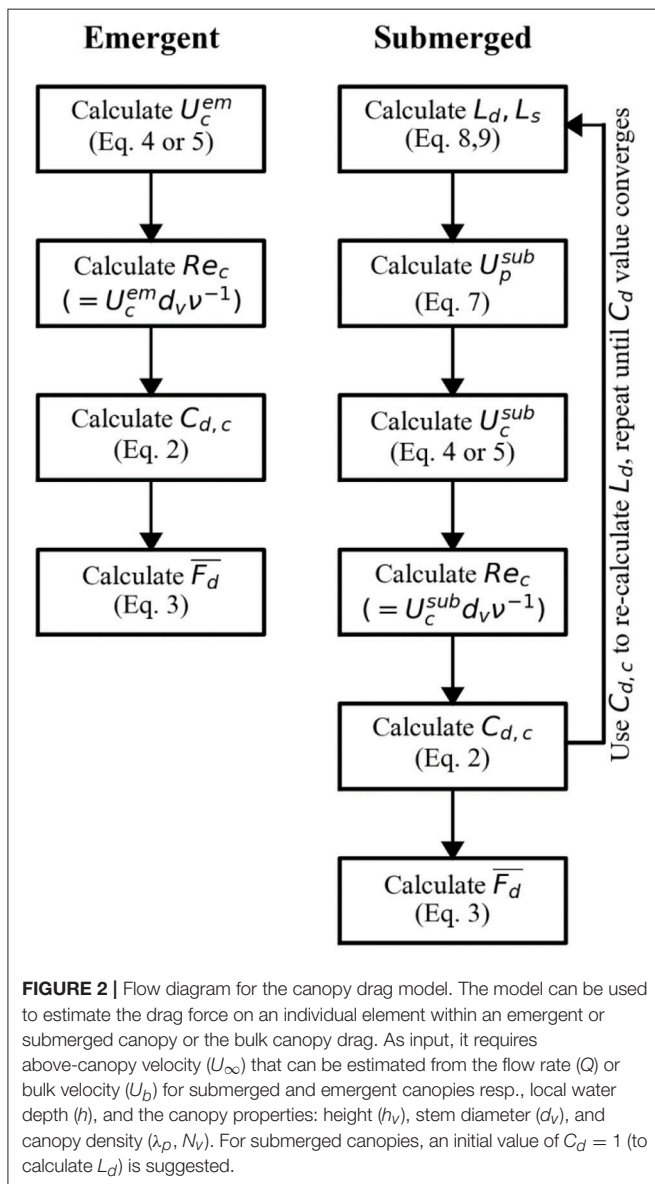 Emergent
Calculate U_c^{em}
(Eq. 4 or 5)
Calculate Re_c
( = U_c^{em} d_v ν^{-1})
Calculate C_{d, c}
(Eq. 2)
Calculate \overline{F_d}
(Eq. 3)
Submerged
Calculate L_d, L_s
(Eq. 8,9)
Calculate U_p^{sub}
(Eq. 7)
Calculate U_c^{sub}
(Eq. 4 or 5)
Calculate Re_c
( = U_c^{sub} d_v ν^{-1})
Calculate C_{d, c}
(Eq. 2)
Calculate \overline{F_d}
(Eq. 3)
Use C_{d, c} to re-calculate L_d, repeat until C_d value converges
FIGURE 2 | Flow diagram for the canopy drag model. The model can be used
to estimate the drag force on an individual element within an emergent or
submerged canopy or the bulk canopy drag. As input, it requires
above-canopy velocity (U_∞) that can be estimated from the flow rate (Q) or
bulk velocity (U_b) for submerged and emergent canopies resp., local water
depth (h), and the canopy properties: height (h_v), stem diameter (d_v), and
canopy density (λ_p, N_v). For submerged canopies, an initial value of C_d = 1 (to
calculate L_d) is suggested.